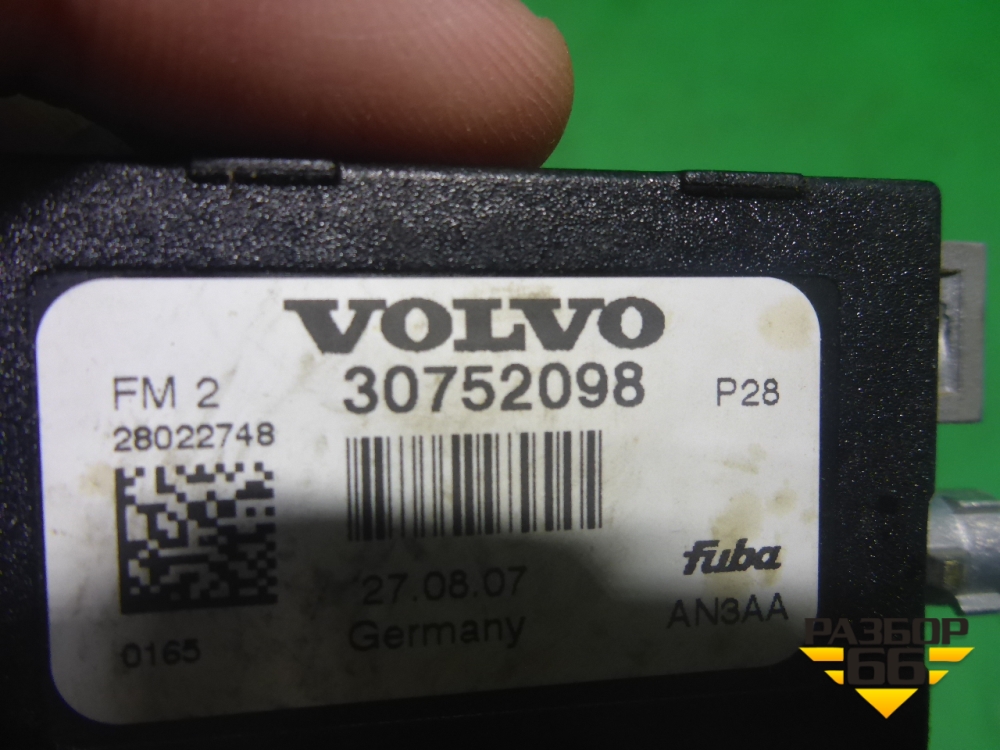 VOLVO
FM 2 30752098 P28
28022748
fuba
27.08.07
AN3AA
Germany
0165
РАЗБОР
66